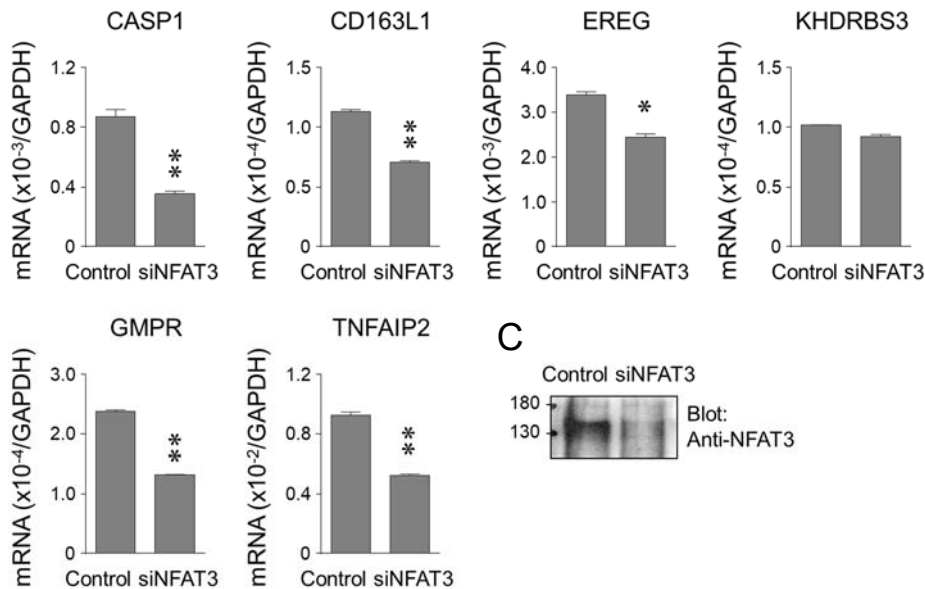 CASP1
mRNA (x10⁻³/GAPDH)
1.2
0.8
0.4
0
**
Control siNFAT3
CD163L1
mRNA (x10⁻⁴/GAPDH)
1.5
1.0
0.5
0
**
Control siNFAT3
EREG
mRNA (x10⁻³/GAPDH)
4.0
3.0
2.0
0
*
Control siNFAT3
KHDRBS3
mRNA (x10⁻⁴/GAPDH)
1.5
1.0
0.5
0
Control siNFAT3
GMPR
mRNA (x10⁻⁴/GAPDH)
3.0
2.0
1.0
0
**
Control siNFAT3
TNFAIP2
mRNA (x10⁻²/GAPDH)
1.2
0.8
0.4
0
**
Control siNFAT3
C
Control siNFAT3
180
130
Blot:
Anti-NFAT3